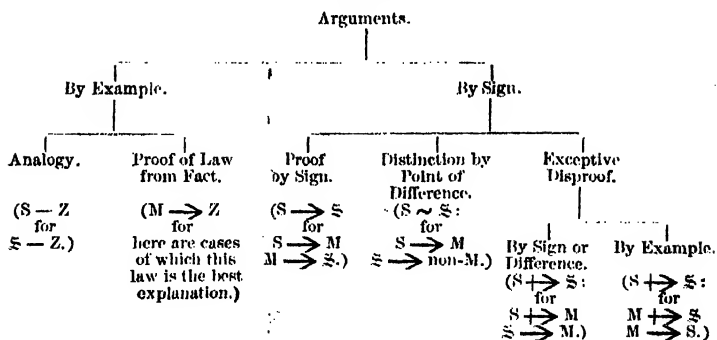 Arguments.
By Example.
By Sign.
Analogy.
(S — Z
for
𝔖 — Z.)
Proof of Law
from Fact.
(M → Z
for
here are cases
of which this
law is the best
explanation.)
Proof
by Sign.
(S → 𝔖
for
S → M
M → 𝔖.)
Distinction by
Point of
Difference.
(S ~ 𝔖:
for
S → M
𝔖 → non-M.)
Exceptive
Disproof.
By Sign or
Difference.
(S +→ 𝔖:
for
S +→ M
𝔖 → M.)
By Example.
(S +→ 𝔖:
for
M +→ 𝔖
M → S.)